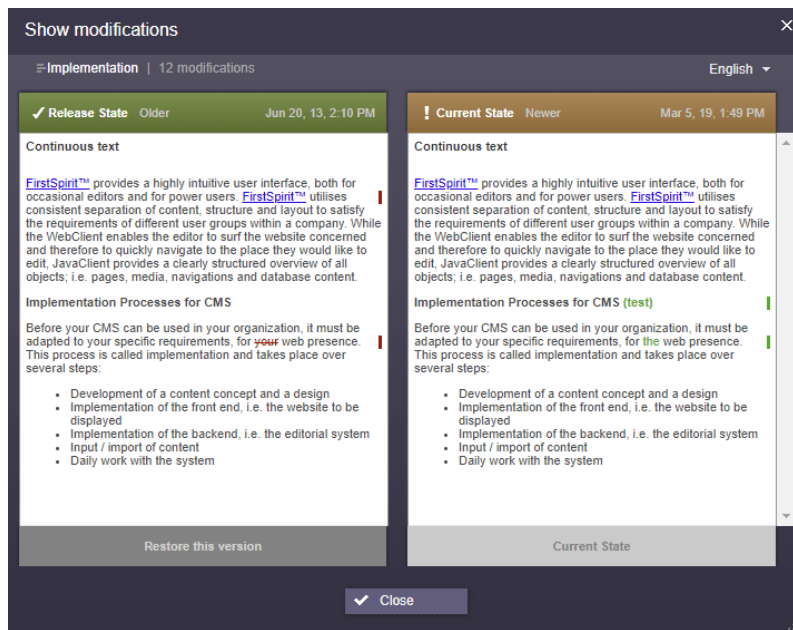 Show modifications
Implementation | 12 modifications
English
Release State Older Jun 20, 13, 2:10 PM
Continuous text
FirstSpirit™ provides a highly intuitive user interface, both for
occasional editors and for power users. FirstSpirit™ utilises
consistent separation of content, structure and layout to satisfy
the requirements of different user groups within a company. While
the WebClient enables the editor to surf the website concerned
and therefore to quickly navigate to the place they would like to
edit, JavaClient provides a clearly structured overview of all
objects; i.e. pages, media, navigations and database content.
Implementation Processes for CMS
Before your CMS can be used in your organization, it must be
adapted to your specific requirements, for your web presence.
This process is called implementation and takes place over
several steps:
• Development of a content concept and a design
• Implementation of the front end, i.e. the website to be
displayed
• Implementation of the backend, i.e. the editorial system
• Input / import of content
• Daily work with the system
Restore this version
Current State Newer Mar 5, 19, 1:49 PM
Continuous text
FirstSpirit™ provides a highly intuitive user interface, both for
occasional editors and for power users. FirstSpirit™ utilises
consistent separation of content, structure and layout to satisfy
the requirements of different user groups within a company. While
the WebClient enables the editor to surf the website concerned
and therefore to quickly navigate to the place they would like to
edit, JavaClient provides a clearly structured overview of all
objects; i.e. pages, media, navigations and database content.
Implementation Processes for CMS (test)
Before your CMS can be used in your organization, it must be
adapted to your specific requirements, for the web presence.
This process is called implementation and takes place over
several steps:
• Development of a content concept and a design
• Implementation of the front end, i.e. the website to be
displayed
• Implementation of the backend, i.e. the editorial system
• Input / import of content
• Daily work with the system
Current State
Close